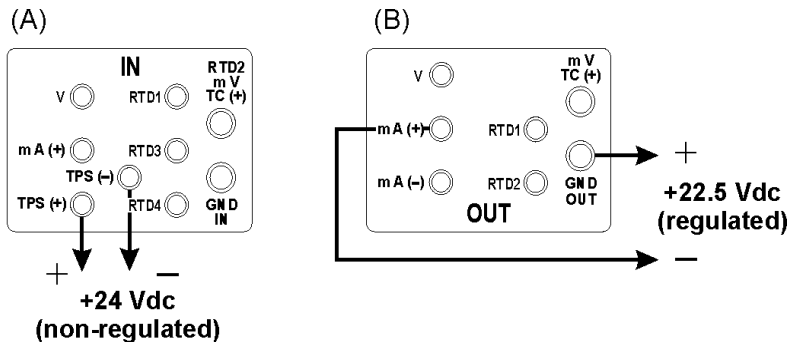 (A)
IN
RTD2
mV
TC (+)
V
RTD1
mA (+)
RTD3
TPS (–)
TPS (+)
RTD4
GND
IN
+ –
+24 Vdc
(non-regulated)
(B)
V
mV
TC (+)
mA (+)
RTD1
mA (–)
RTD2
GND
OUT
OUT
+
+22.5 Vdc
(regulated)
–